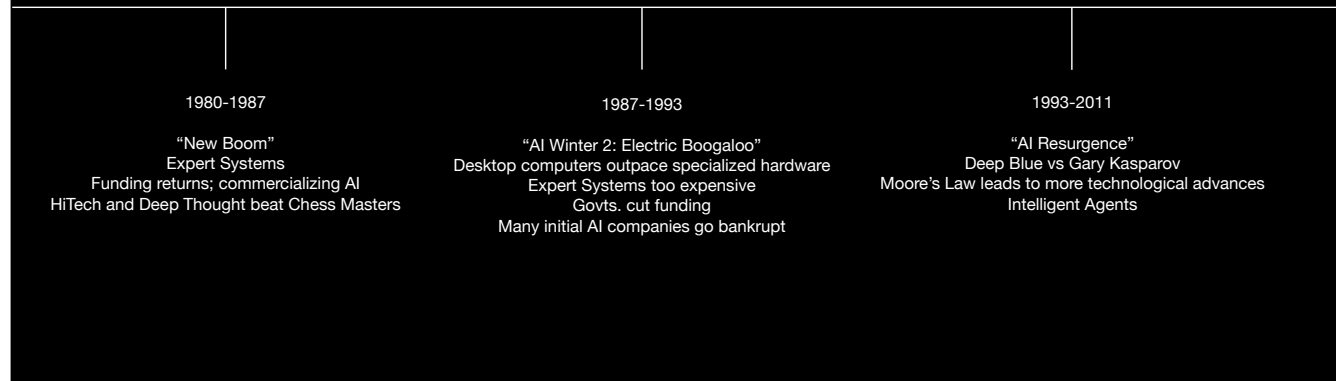 1980-1987
“New Boom”
Expert Systems
Funding returns; commercializing AI
HiTech and Deep Thought beat Chess Masters
1987-1993
“AI Winter 2: Electric Boogaloo”
Desktop computers outpace specialized hardware
Expert Systems too expensive
Govts. cut funding
Many initial AI companies go bankrupt
1993-2011
“AI Resurgence”
Deep Blue vs Gary Kasparov
Moore’s Law leads to more technological advances
Intelligent Agents